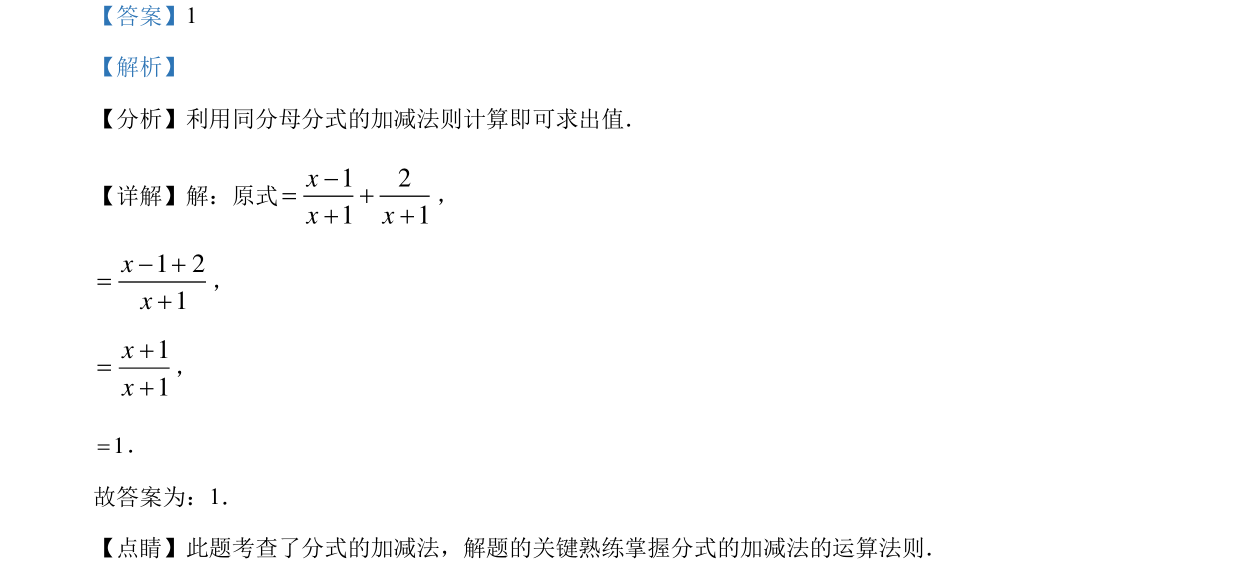 【答案】1
【解析】
【分析】利用同分母分式的加减法则计算即可求出值．
【详解】解：原式$=\frac{x-1}{x+1}+\frac{2}{x+1}$，
$=\frac{x-1+2}{x+1}$，
$=\frac{x+1}{x+1}$，
$=1$．
故答案为：1．
【点睛】此题考查了分式的加减法，解题的关键熟练掌握分式的加减法的运算法则．